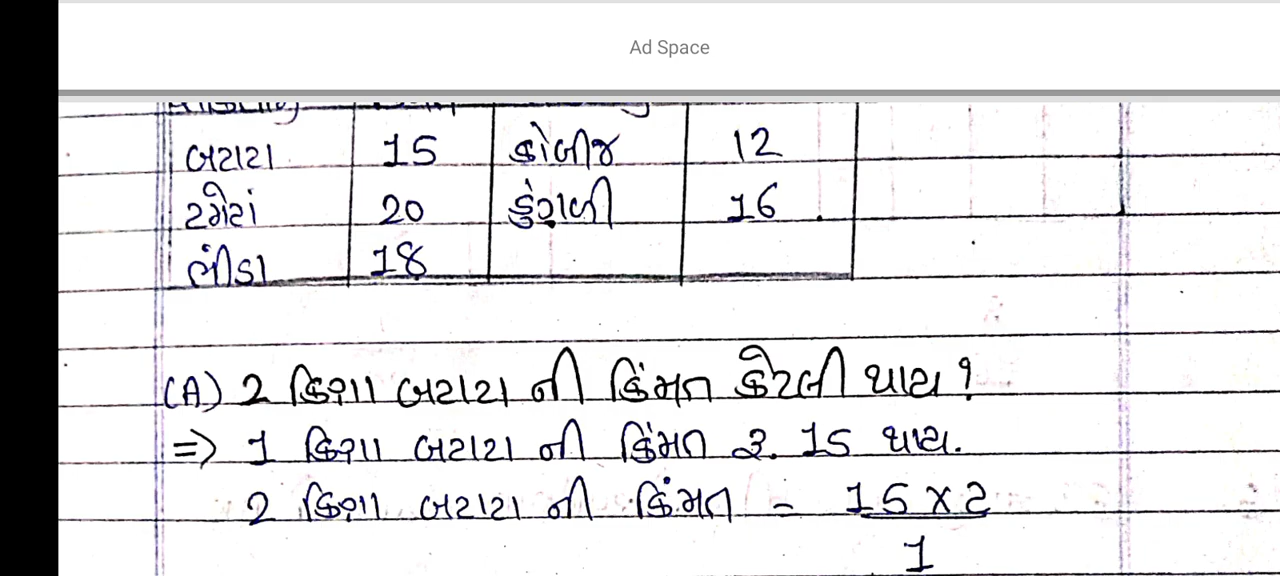 Ad Space
બટાટા 15 કોબીજ 12
ટમેટાં 20 ડુંગળી 16
ભીંડા 18
(A) 2 કિગ્રા બટાટા ની કિંમત કેટલી થાય ?
=> 1 કિગ્રા બટાટા ની કિંમત રૂ. 15 થાય.
2 કિગ્રા બટાટા ની કિંમત = 15 x 2
1